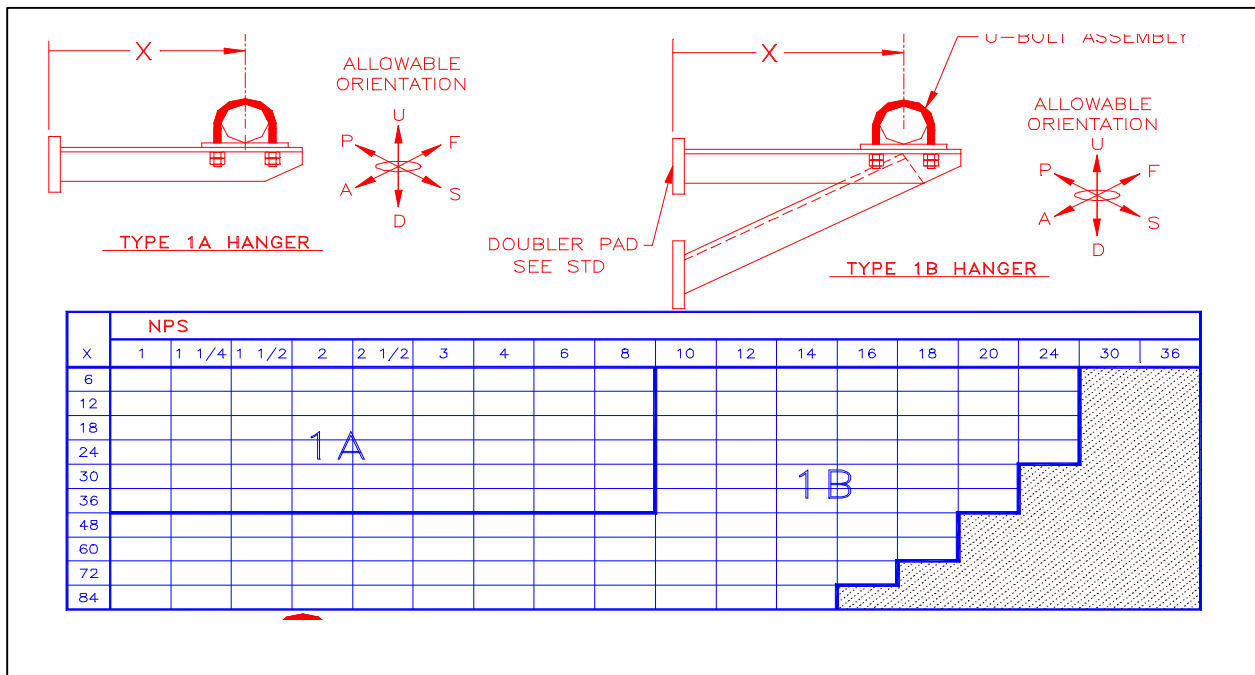 X
ALLOWABLE
ORIENTATION
U
P
F
A
S
D
TYPE 1A HANGER
X
U-BOLT ASSEMBLY
ALLOWABLE
ORIENTATION
U
P
F
A
S
D
DOUBLER PAD
SEE STD
TYPE 1B HANGER
NPS
X 1 1 1/4 1 1/2 2 2 1/2 3 4 6 8 10 12 14 16 18 20 24 30 36
6
12
18
24
30
36
48
60
72
84
1A
1B